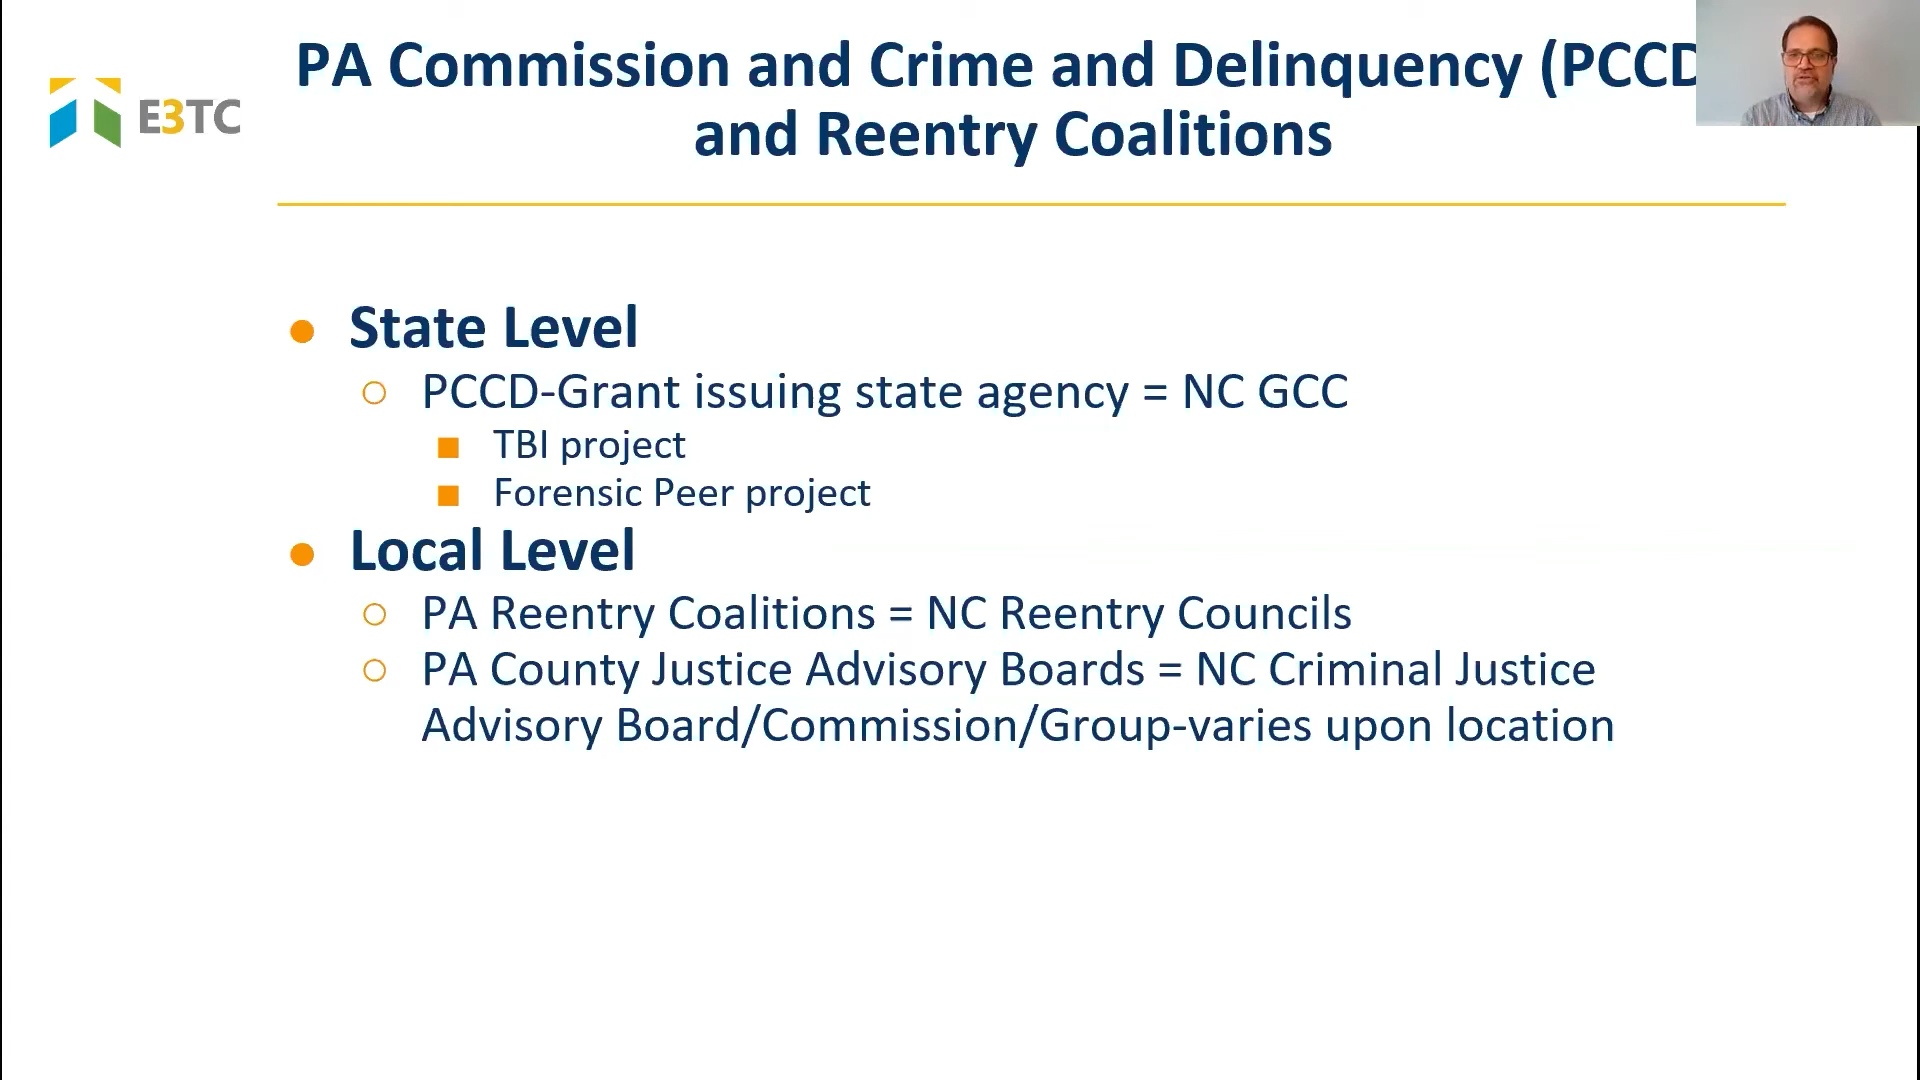 PA Commission and Crime and Delinquency (PCCD
and Reentry Coalitions
E3TC
● State Level
○ PCCD-Grant issuing state agency = NC GCC
■ TBI project
■ Forensic Peer project
● Local Level
○ PA Reentry Coalitions = NC Reentry Councils
○ PA County Justice Advisory Boards = NC Criminal Justice
Advisory Board/Commission/Group-varies upon location